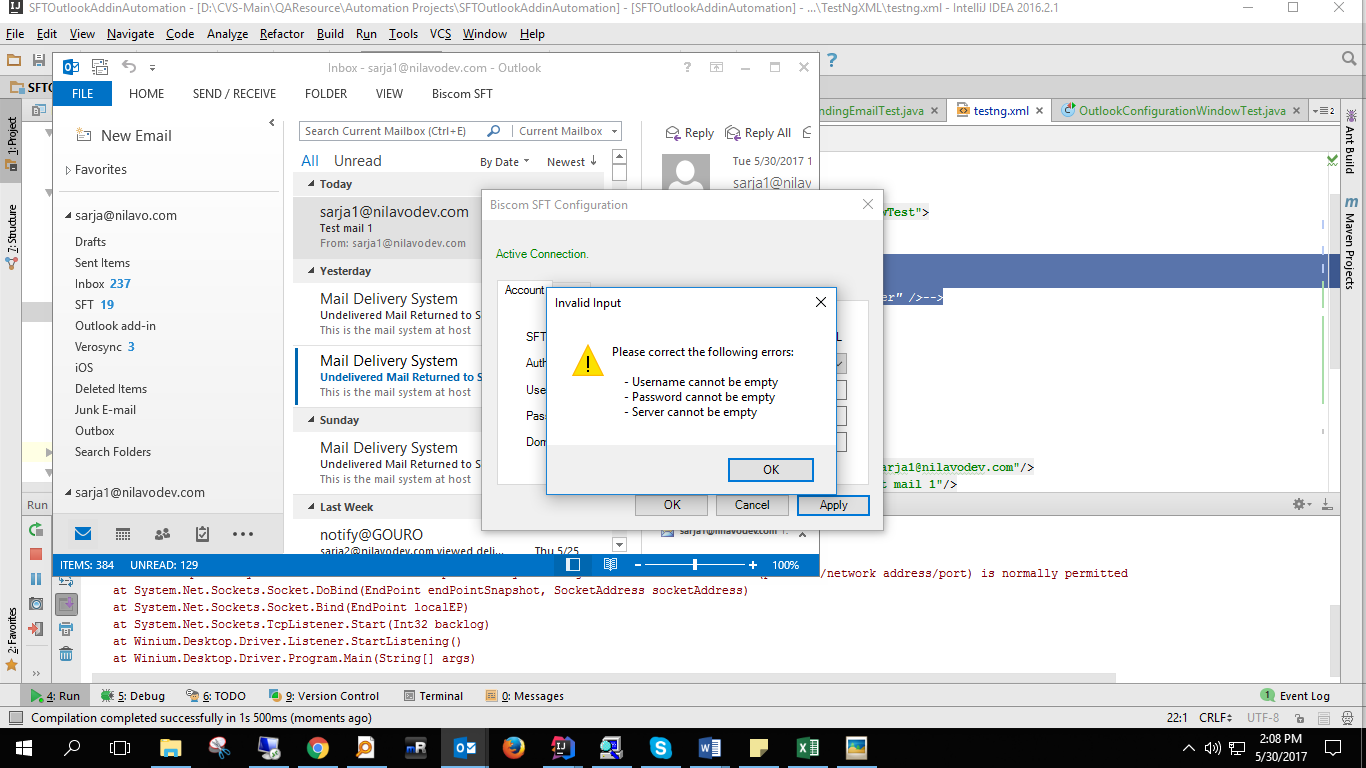 SFTOutlookAddinAutomation - [D:\CVS-Main\QAResource\Automation Projects\SFTOutlookAddinAutomation] - [SFTOutlookAddinAutomation] - ...\TestNgXML\testng.xml - IntelliJ IDEA 2016.2.1
File Edit View Navigate Code Analyze Refactor Build Run Tools VCS Window Help
Inbox - sarja1@nilavodev.com - Outlook
FILE HOME SEND / RECEIVE FOLDER VIEW Biscom SFT
SFTO
ndingEmailTest.java testng.xml OutlookConfigurationWindowTest.java
1: Project
7: Structure
2: Favorites
Ant Build
Maven Projects
New Email
Favorites
sarja@nilavo.com
Drafts
Sent Items
Inbox 237
SFT 19
Outlook add-in
Verosync 3
iOS
Deleted Items
Junk E-mail
Outbox
Search Folders
sarja1@nilavodev.com
Search Current Mailbox (Ctrl+E) Current Mailbox
All Unread By Date Newest
Today
sarja1@nilavodev.com
Test mail 1
From: sarja1@nilavodev.com
Yesterday
Mail Delivery System
Undelivered Mail Returned to S
This is the mail system at host
Mail Delivery System
Undelivered Mail Returned to S
This is the mail system at host
Sunday
Mail Delivery System
Undelivered Mail Returned to S
This is the mail system at host
Last Week
notify@GOURO
sarja2@nilavodev.com viewed deli... Thu 5/25
Reply Reply All
Tue 5/30/2017 1
sarja1@nilav
Biscom SFT Configuration
Active Connection.
Account
SFT
Auth
Use
Pas
Dom
L
Invalid Input
Please correct the following errors:
- Username cannot be empty
- Password cannot be empty
- Server cannot be empty
OK
OK Cancel Apply
sarja1@nilavodev.com
wTest">
er" />-->
arja1@nilavodev.com"/>
t mail 1"/>
ITEMS: 384 UNREAD: 129 100%
Run
/network address/port) is normally permitted
at System.Net.Sockets.Socket.DoBind(EndPoint endPointSnapshot, SocketAddress socketAddress)
at System.Net.Sockets.Socket.Bind(EndPoint localEP)
at System.Net.Sockets.TcpListener.Start(Int32 backlog)
at Winium.Desktop.Driver.Listener.StartListening()
at Winium.Desktop.Driver.Program.Main(String[] args)
4: Run 5: Debug 6: TODO 9: Version Control Terminal 0: Messages 1 Event Log
Compilation completed successfully in 1s 500ms (moments ago) 22:1 CRLF UTF-8
2:08 PM
5/30/2017